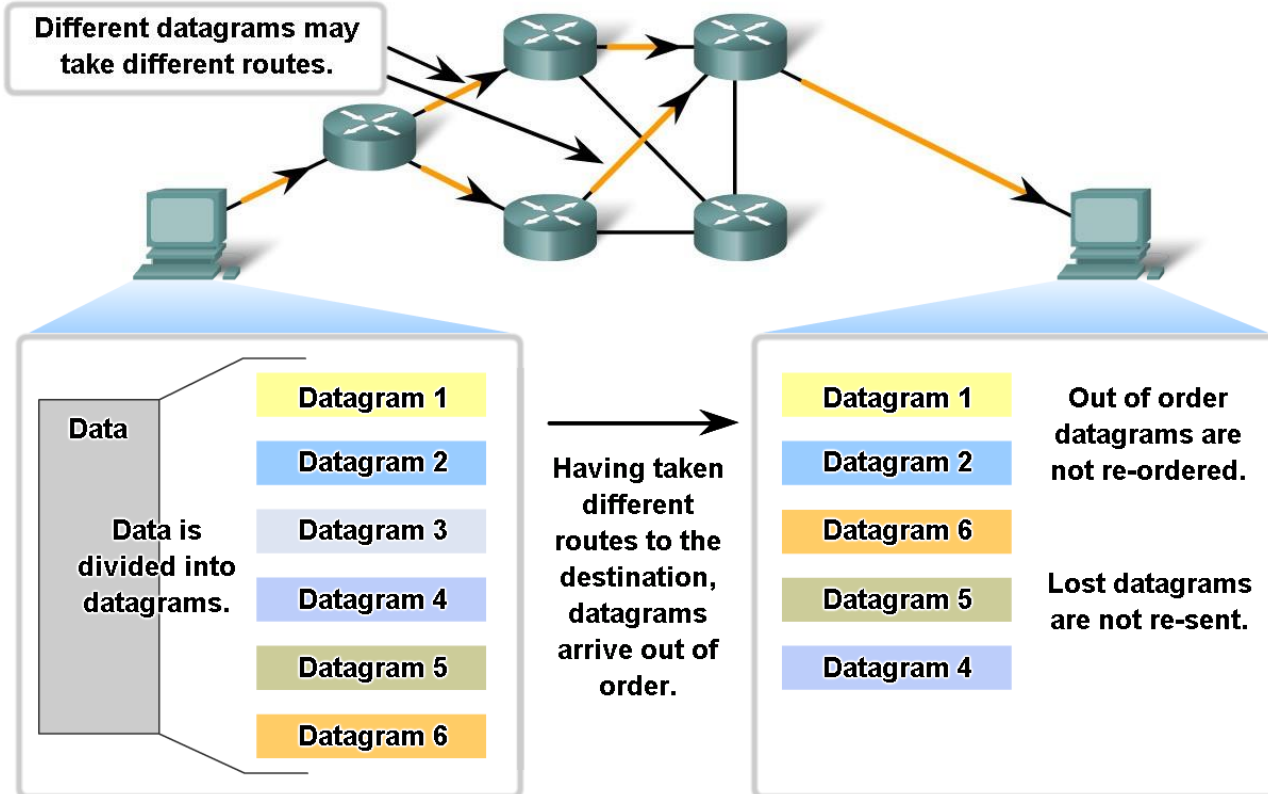 Different datagrams may
take different routes.
Data
Data is
divided into
datagrams.
Datagram 1
Datagram 2
Datagram 3
Datagram 4
Datagram 5
Datagram 6
Having taken
different
routes to the
destination,
datagrams
arrive out of
order.
Datagram 1
Datagram 2
Datagram 6
Datagram 5
Datagram 4
Out of order
datagrams are
not re-ordered.
Lost datagrams
are not re-sent.